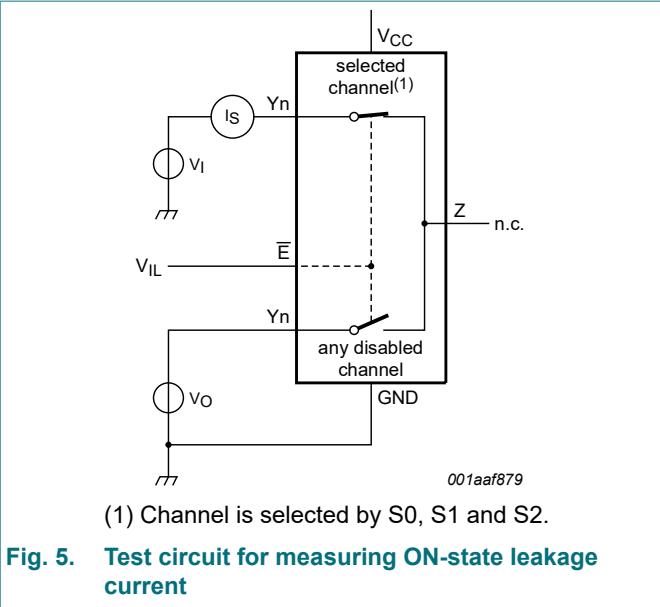 VCC
selected
channel(1)
Yn
IS
VI
Z
n.c.
E
VIL
Yn
any disabled
channel
VO
GND
001aaf879
(1) Channel is selected by S0, S1 and S2.
Fig. 5. Test circuit for measuring ON-state leakage
current